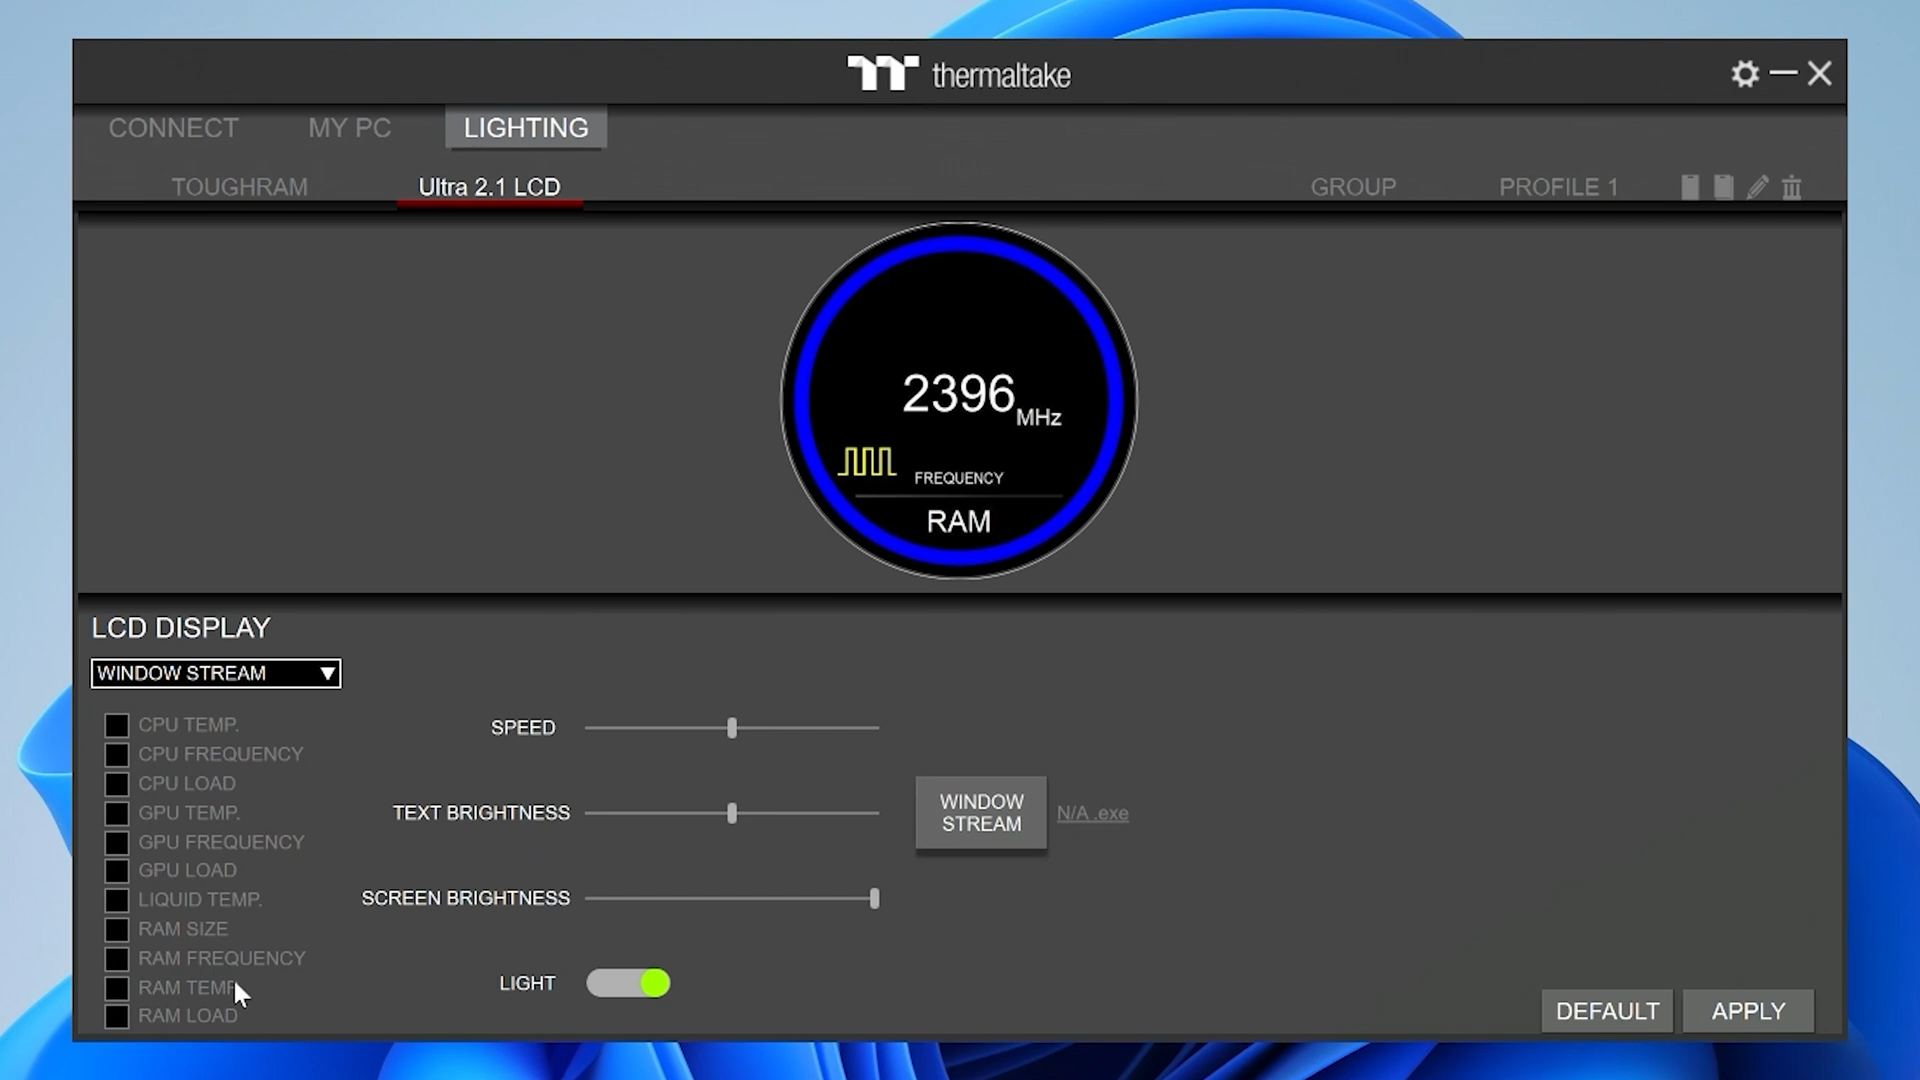 thermaltake
CONNECT
MY PC
LIGHTING
TOUGHRAM
Ultra 2.1 LCD
GROUP
PROFILE 1
2396 MHz
FREQUENCY
RAM
LCD DISPLAY
WINDOW STREAM
CPU TEMP.
CPU FREQUENCY
CPU LOAD
GPU TEMP.
GPU FREQUENCY
GPU LOAD
LIQUID TEMP.
RAM SIZE
RAM FREQUENCY
RAM TEMP
RAM LOAD
SPEED
TEXT BRIGHTNESS
SCREEN BRIGHTNESS
LIGHT
WINDOW
STREAM
N/A .exe
DEFAULT
APPLY